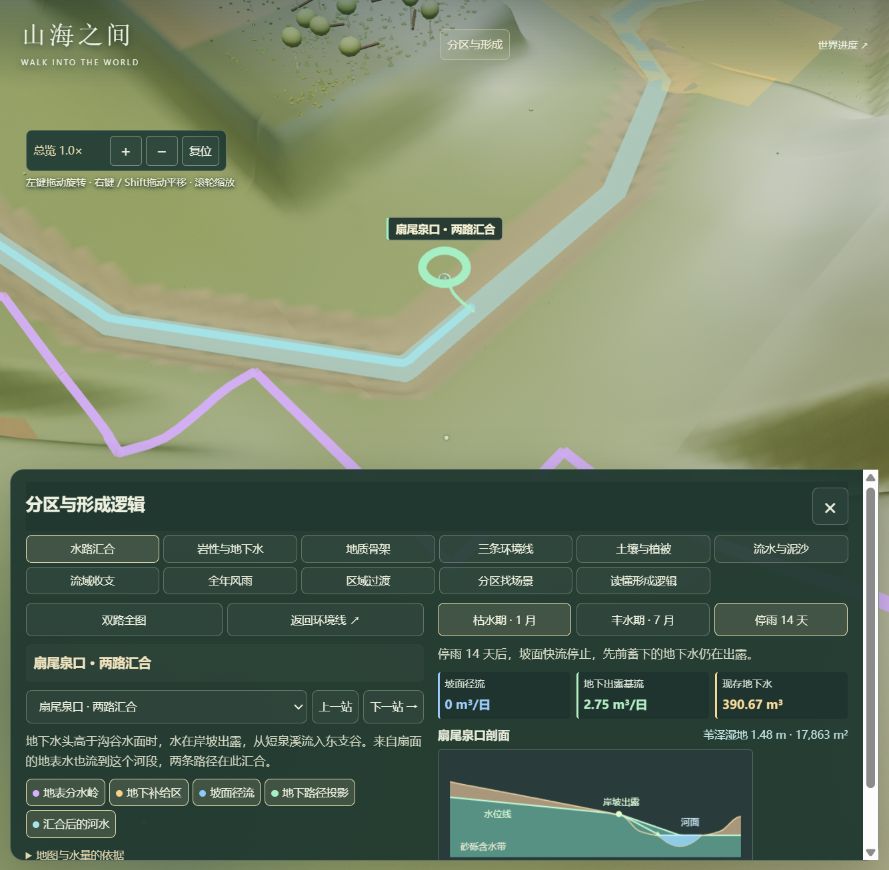 山海之间
WALK INTO THE WORLD
分区与形成
世界进度 ↗
总览 1.0× + − 复位
左键拖动旋转 · 右键 / Shift拖动平移 · 滚轮缩放
扇尾泉口 · 两路汇合
分区与形成逻辑 ×
水路汇合 岩性与地下水 地质骨架 三条环境线 土壤与植被 流水与泥沙
流域收支 全年风雨 区域过渡 分区找场景 读懂形成逻辑
双路全图 返回环境线 ↗
扇尾泉口 · 两路汇合
扇尾泉口 · 两路汇合 上一站 下一站 →
地下水头高于沟谷水面时，水在岸坡出露，从短泉溪流入东支谷。来自扇面
的地表水也流到这个河段，两条路径在此汇合。
地表分水岭 地下补给区 坡面径流 地下路径投影
汇合后的河水
▸ 地图与水量的依据
枯水期 · 1 月 丰水期 · 7 月 停雨 14 天
停雨 14 天后，坡面快流停止，先前蓄下的地下水仍在出露。
坡面径流 地下出露基流 现存地下水
0 m³/日 2.75 m³/日 390.67 m³
扇尾泉口剖面 苇泽湿地 1.48 m · 17,863 m²
岸坡出露
水位线 河面
砂砾含水带